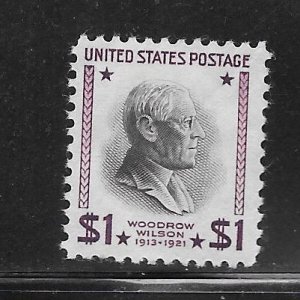 UNITED STATES POSTAGE
WOODROW
WILSON
$1 1913-1921 $1